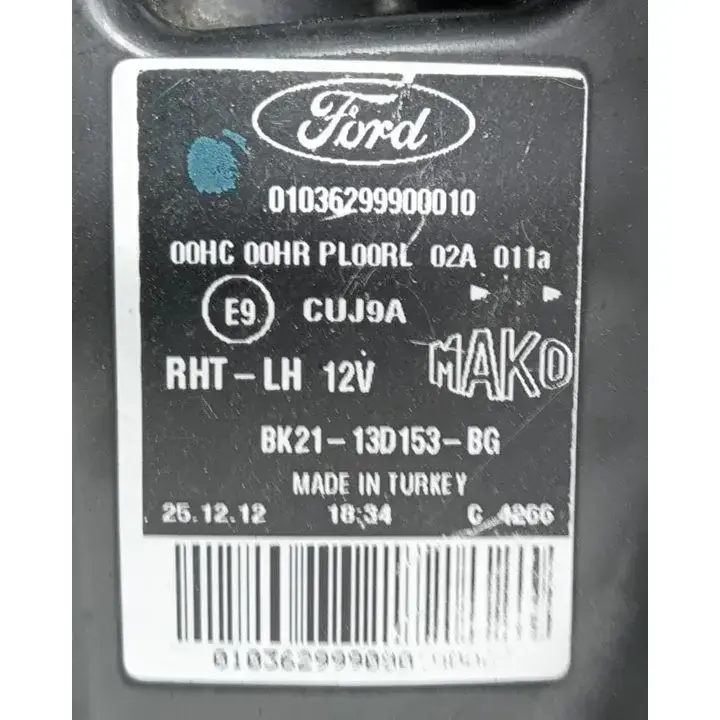 Ford
01036299900010
00HC 00HR PL00RL 02A 011a
E9 CUJ9A
RHT-LH 12V MAKO
BK21-13D153-BG
MADE IN TURKEY
25.12.12 18:34 G 4266